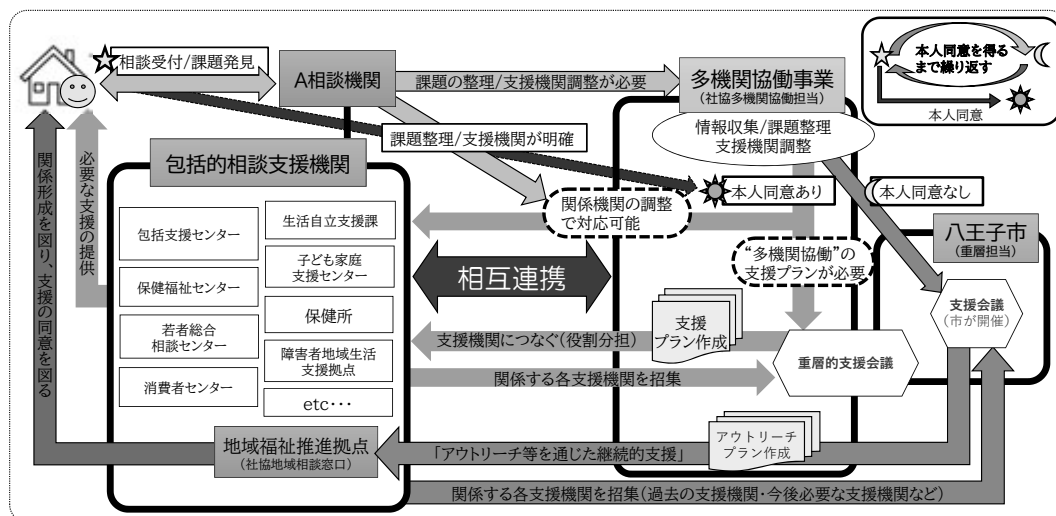 相談受付/課題発見
A相談機関
課題の整理/支援機関調整が必要
多機関協働事業
(社協多機関協働担当)
本人同意を得る
まで繰り返す
本人同意
情報収集/課題整理
支援機関調整
課題整理/支援機関が明確
包括的相談支援機関
必要な支援の提供
関係形成を図り、支援の同意を図る
本人同意あり
本人同意なし
関係機関の調整
で対応可能
包括支援センター
保健福祉センター
若者総合
相談センター
消費者センター
生活自立支援課
子ども家庭
支援センター
保健所
障害者地域生活
支援拠点
etc…
相互連携
“多機関協働”の
支援プランが必要
八王子市
(重層担当)
支援会議
(市が開催)
支援機関につなぐ(役割分担)
支援
プラン作成
重層的支援会議
関係する各支援機関を招集
地域福祉推進拠点
(社協地域相談窓口)
「アウトリーチ等を通じた継続的支援」
アウトリーチ
プラン作成
関係する各支援機関を招集(過去の支援機関・今後必要な支援機関など)